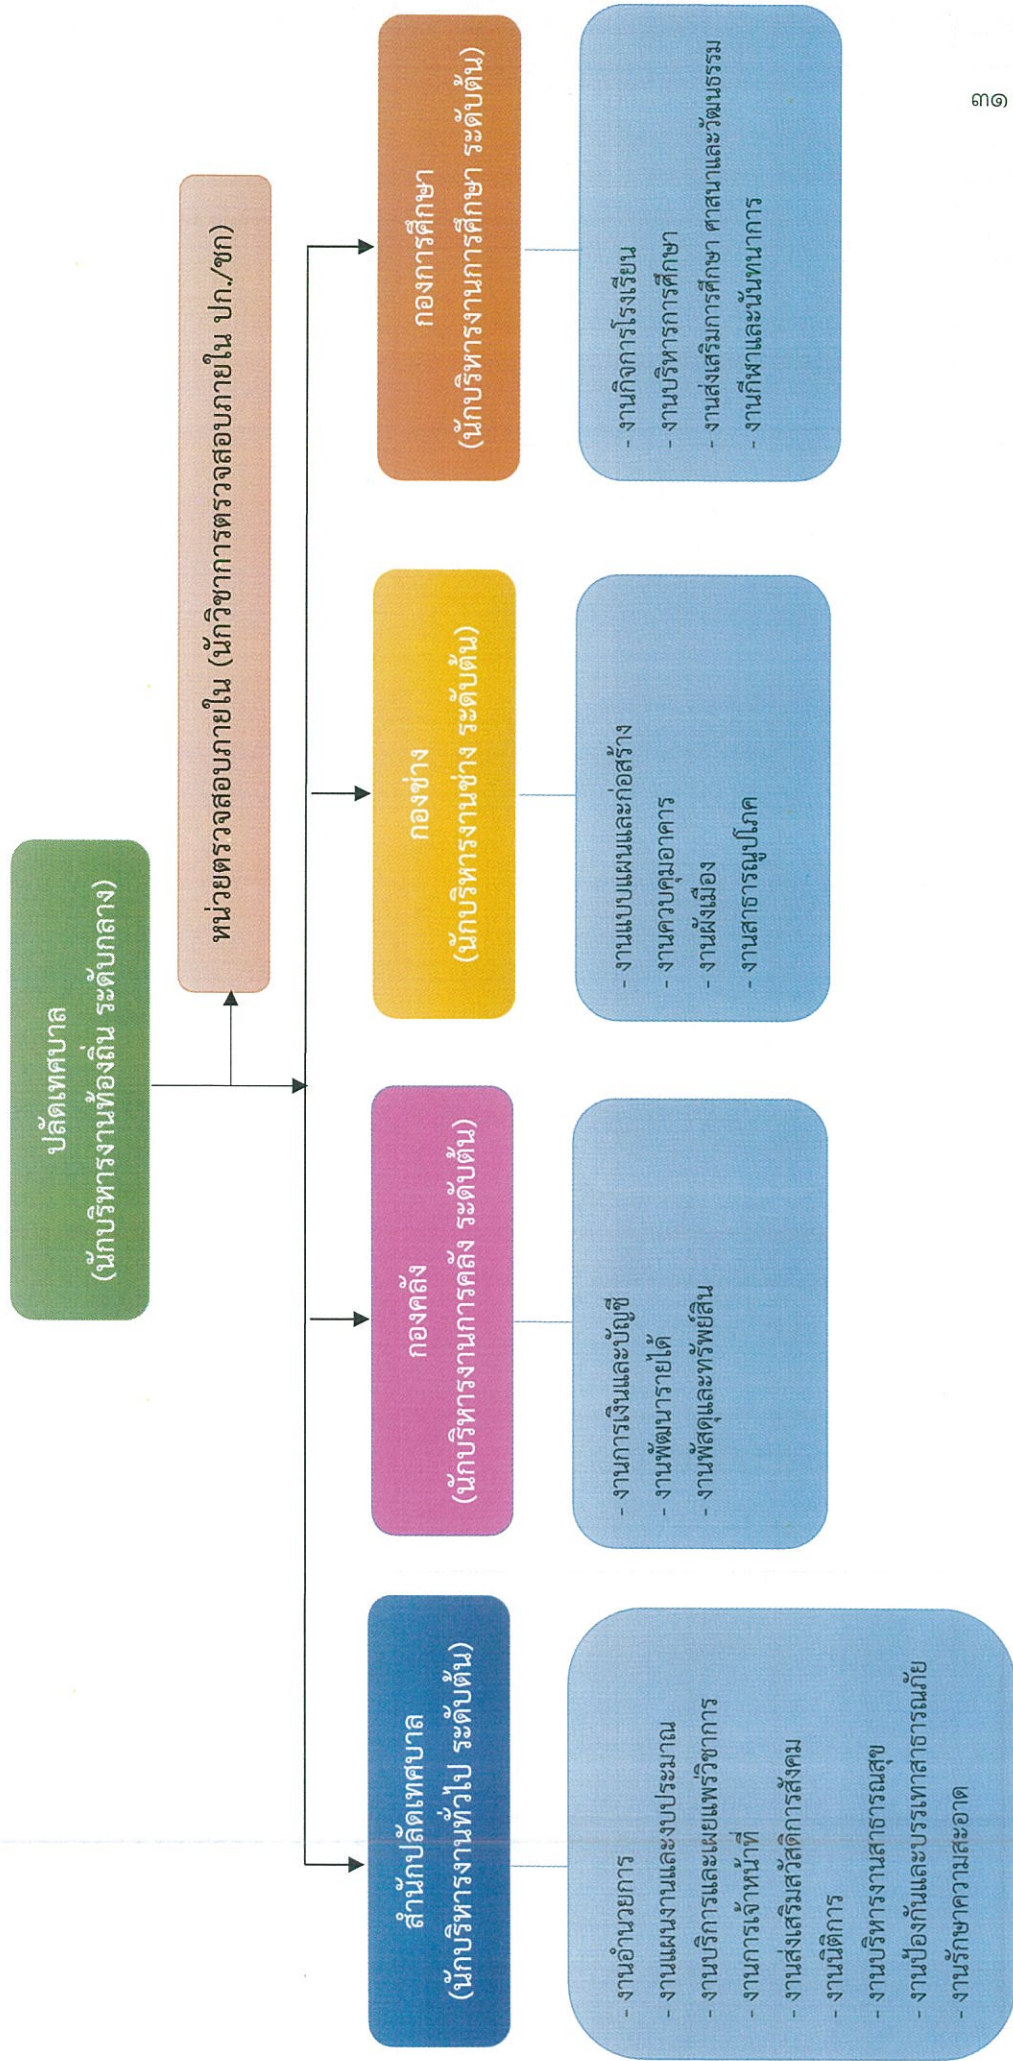 ปลัดเทศบาล
(นักบริหารงานท้องถิ่น ระดับกลาง)
หน่วยตรวจสอบภายใน (นักวิชาการตรวจสอบภายใน ปก./ชก)
สำนักปลัดเทศบาล
(นักบริหารงานทั่วไป ระดับต้น)
กองคลัง
(นักบริหารงานการคลัง ระดับต้น)
กองช่าง
(นักบริหารงานช่าง ระดับต้น)
กองการศึกษา
(นักบริหารงานการศึกษา ระดับต้น)
- งานอำนวยการ
- งานแผนงานและงบประมาณ
- งานบริการและเผยแพร่วิชาการ
- งานการเจ้าหน้าที่
- งานส่งเสริมสวัสดิการสังคม
- งานนิติการ
- งานบริหารงานสาธารณสุข
- งานป้องกันและบรรเทาสาธารณภัย
- งานรักษาความสะอาด
- งานการเงินและบัญชี
- งานพัฒนารายได้
- งานพัสดุและทรัพย์สิน
- งานแบบแผนและก่อสร้าง
- งานควบคุมอาคาร
- งานผังเมือง
- งานสาธารณูปโภค
- งานกิจการโรงเรียน
- งานบริหารการศึกษา
- งานส่งเสริมการศึกษา ศาสนาและวัฒนธรรม
- งานกีฬาและนันทนาการ
๓๑